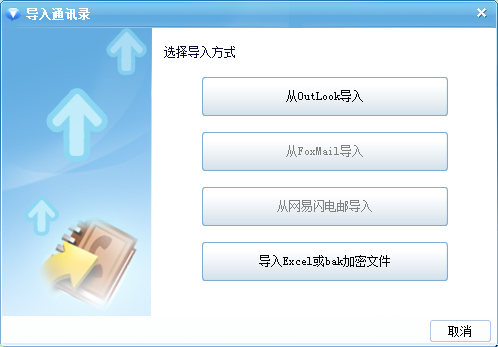 导入通讯录
选择导入方式
从OutLook导入
从FoxMail导入
从网易闪电邮导入
导入Excel或bak加密文件
取消